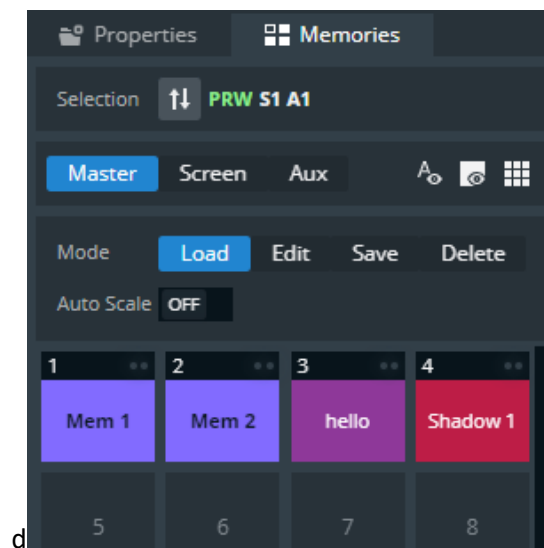 Properties Memories
Selection PRW S1 A1
Master Screen Aux A
Mode Load Edit Save Delete
Auto Scale OFF
1 2 3 4
Mem 1 Mem 2 hello Shadow 1
d 5 6 7 8